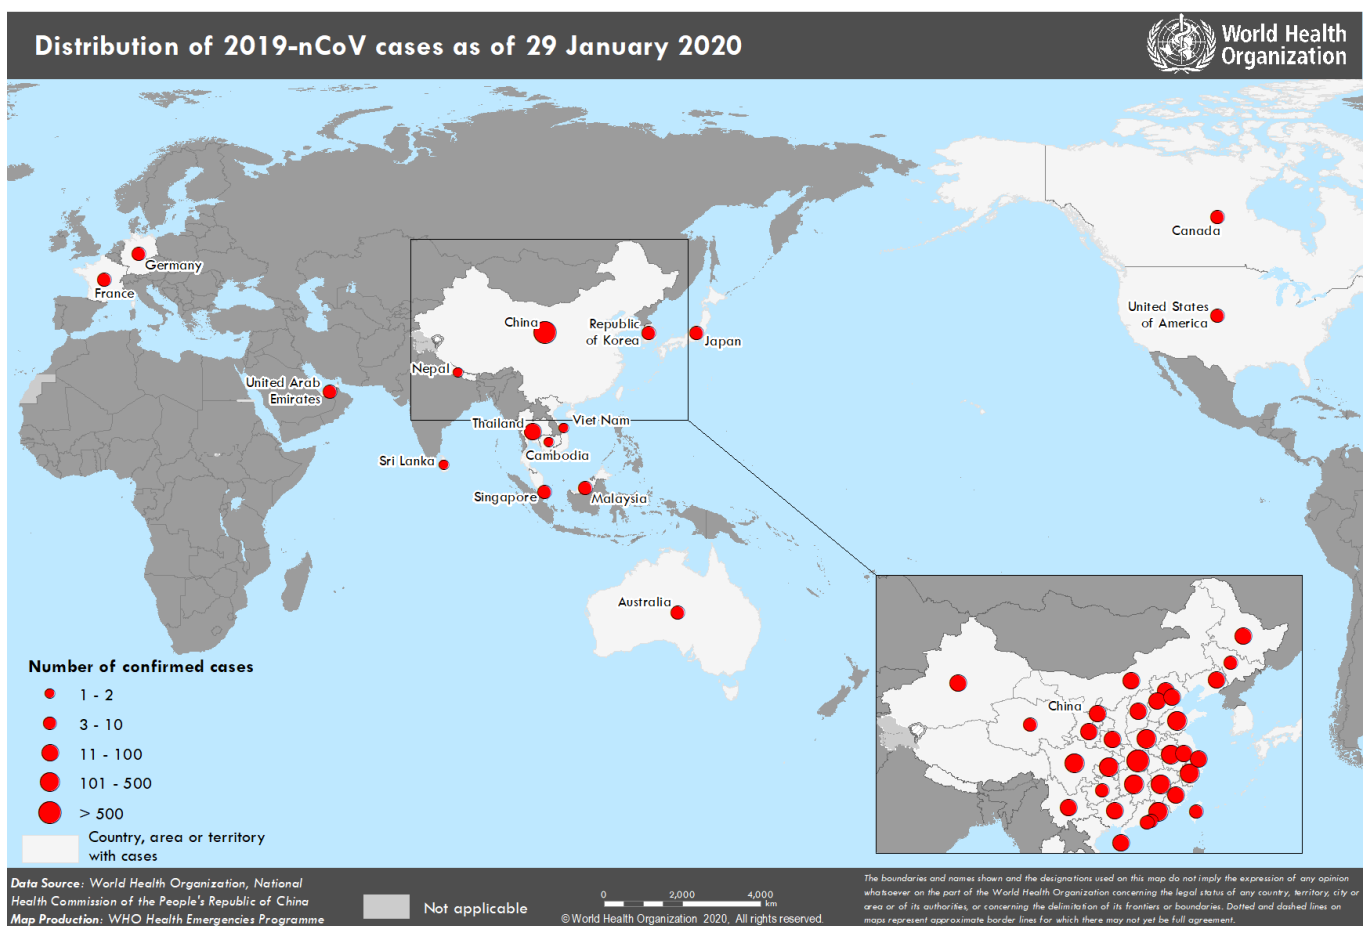 Distribution of 2019-nCoV cases as of 29 January 2020
World Health
Organization
Canada
Germany
France
United States
of America
China
Republic
of Korea
Japan
Nepal
United Arab
Emirates
Thailand
Viet Nam
Cambodia
Sri Lanka
Singapore
Malaysia
Australia
China
Number of confirmed cases
1 - 2
3 - 10
11 - 100
101 - 500
> 500
Country, area or territory
with cases
Data Source: World Health Organization, National
Health Commission of the People's Republic of China
Map Production: WHO Health Emergencies Programme
Not applicable
0 2,000 4,000
km
© World Health Organization 2020, All rights reserved.
The boundaries and names shown and the designations used on this map do not imply the expression of any opinion
whatsoever on the part of the World Health Organization concerning the legal status of any country, territory, city or
area or of its authorities, or concerning the delimitation of its frontiers or boundaries. Dotted and dashed lines on
maps represent approximate border lines for which there may not yet be full agreement.